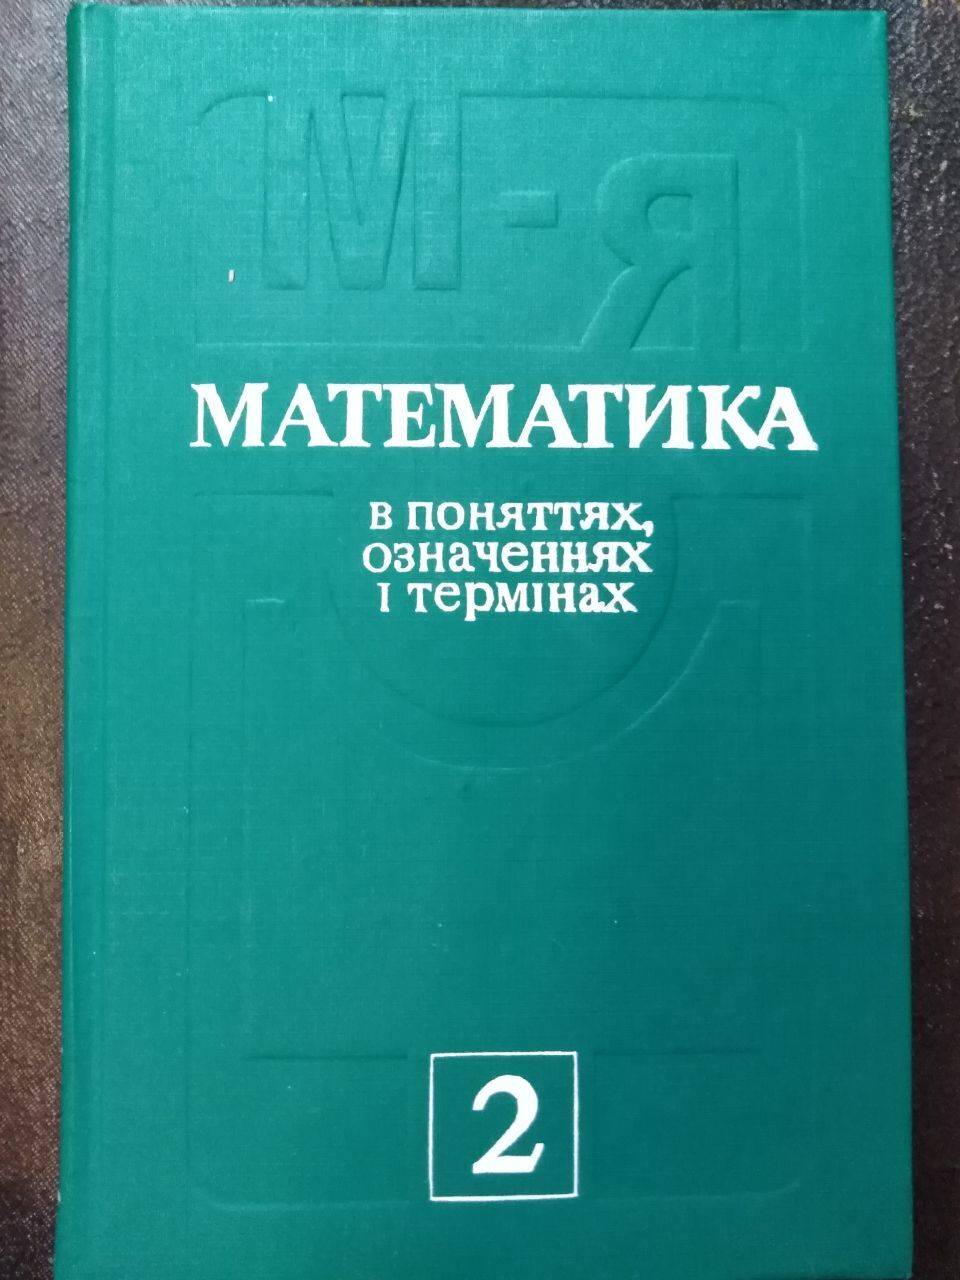 М-Я
МАТЕМАТИКА
в поняттях,
означеннях
і термінах
2